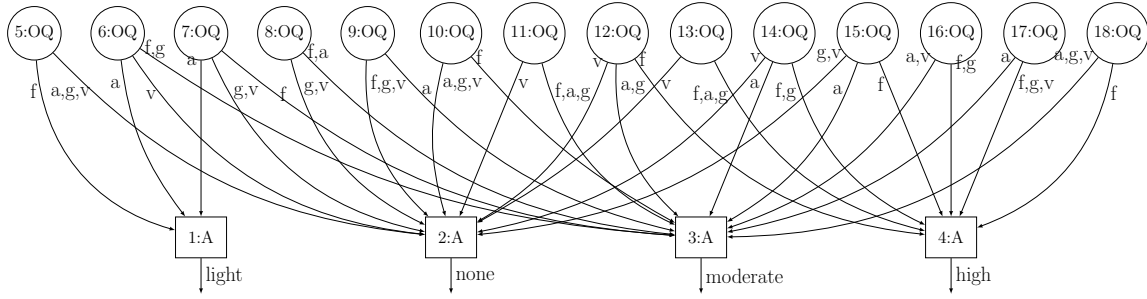 5:OQ 6:OQ 7:OQ 8:OQ 9:OQ 10:OQ 11:OQ 12:OQ 13:OQ 14:OQ 15:OQ 16:OQ 17:OQ 18:OQ
f,g a f,a f v f v g,v a,v f,g a a,g,v
f a,g,v a v a g,v f g,v f,g,v a a,g,v v f,a,g a,g v f,a,g a f,g a f f,g,v f
1:A 2:A 3:A 4:A
light none moderate high